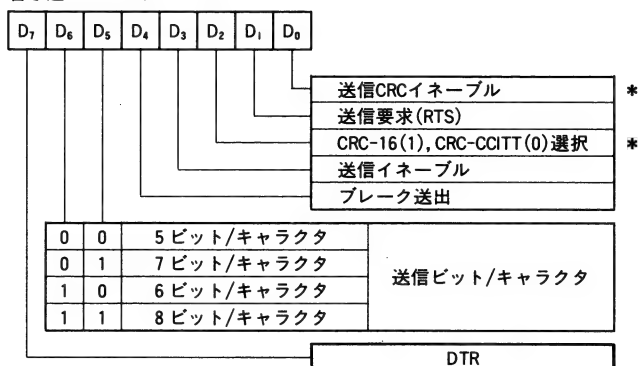 D₇ D₆ D₅ D₄ D₃ D₂ D₁ D₀
送信CRCイネーブル *
送信要求(RTS)
CRC-16(1), CRC-CCITT(0)選択 *
送信イネーブル
ブレーク送出
0 0 5ビット/キャラクタ
0 1 7ビット/キャラクタ
送信ビット/キャラクタ
1 0 6ビット/キャラクタ
1 1 8ビット/キャラクタ
DTR